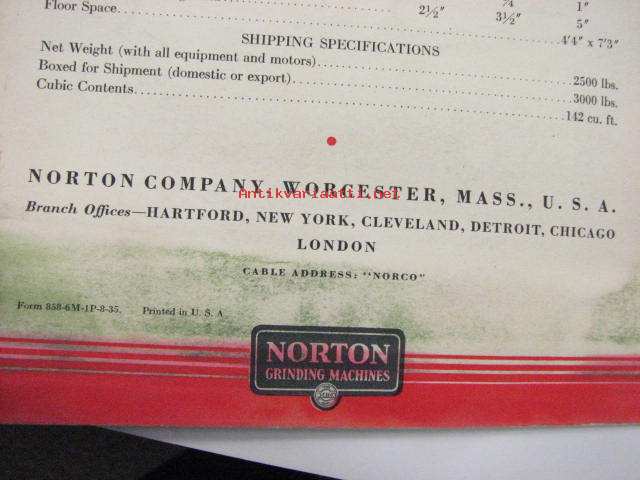 ¾ 1"
2½" 3½" 5"
Floor Space 4'4" x 7'3"
SHIPPING SPECIFICATIONS
Net Weight (with all equipment and motors) 2500 lbs.
Boxed for Shipment (domestic or export) 3000 lbs.
Cubic Contents 142 cu. ft.
NORTON COMPANY, WORCESTER, MASS., U. S. A.
Antikvariaatti.net
Branch Offices—HARTFORD, NEW YORK, CLEVELAND, DETROIT, CHICAGO
LONDON
CABLE ADDRESS: "NORCO"
Form 858-6M-1P-8-35. Printed in U. S. A
NORTON
GRINDING MACHINES